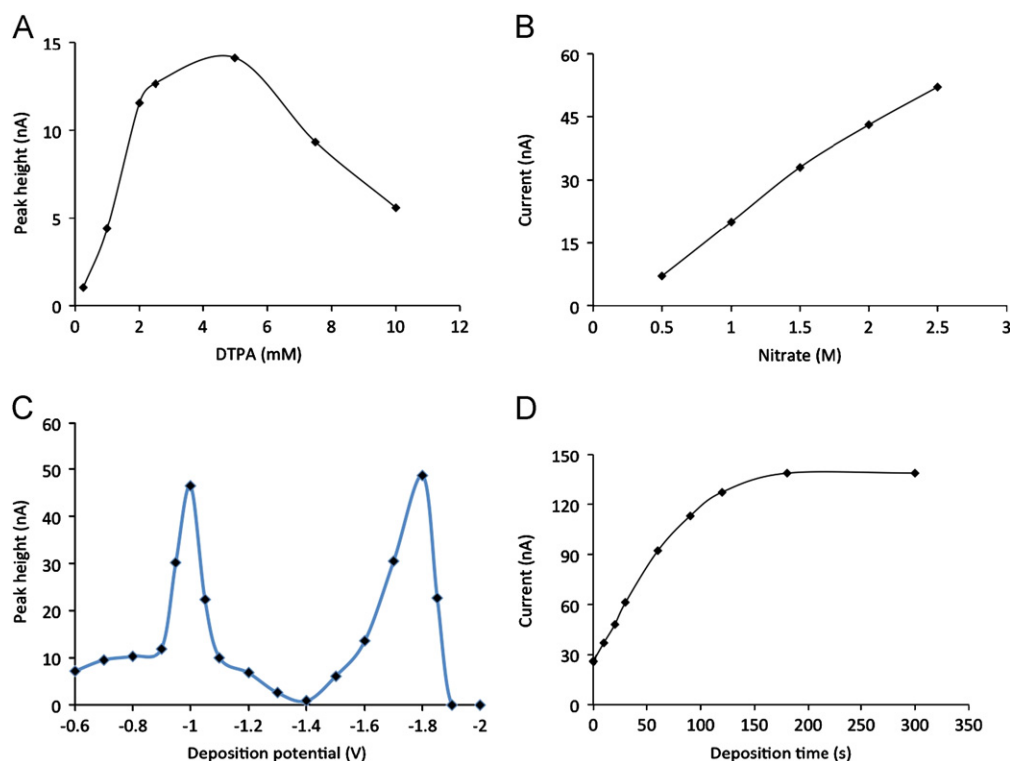 A
Peak height (nA)
15
10
5
0
0 2 4 6 8 10 12
DTPA (mM)
B
Current (nA)
60
45
30
15
0
0 0.5 1 1.5 2 2.5 3
Nitrate (M)
C
Peak height (nA)
60
50
40
30
20
10
0
-0.6 -0.8 -1 -1.2 -1.4 -1.6 -1.8 -2
Deposition potential (V)
D
Current (nA)
150
120
90
60
30
0
0 50 100 150 200 250 300 350
Deposition time (s)